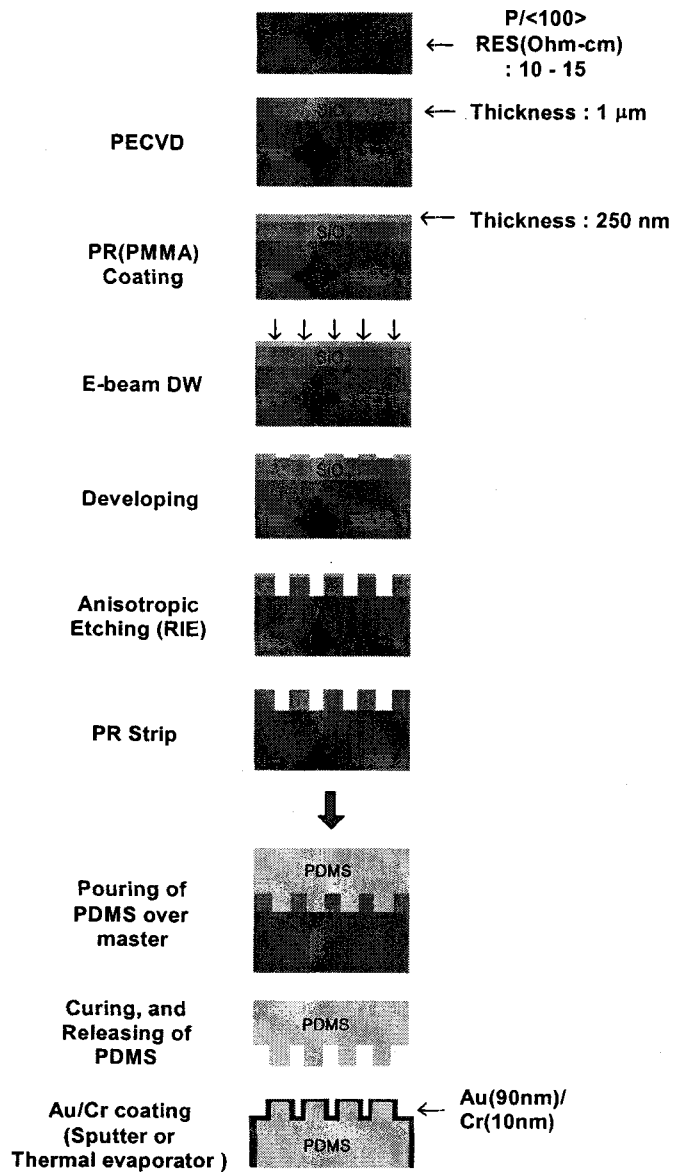 P/<100>
RES(Ohm-cm)
: 10 - 15
SiO
Thickness : 1 µm
PECVD
Thickness : 250 nm
SiO
PR(PMMA)
Coating
SiO
E-beam DW
SiO
Developing
Anisotropic
Etching (RIE)
PR Strip
PDMS
Pouring of
PDMS over
master
Curing, and
Releasing of
PDMS
PDMS
Au/Cr coating
(Sputter or
Thermal evaporator )
Au(90nm)/
Cr(10nm)
PDMS